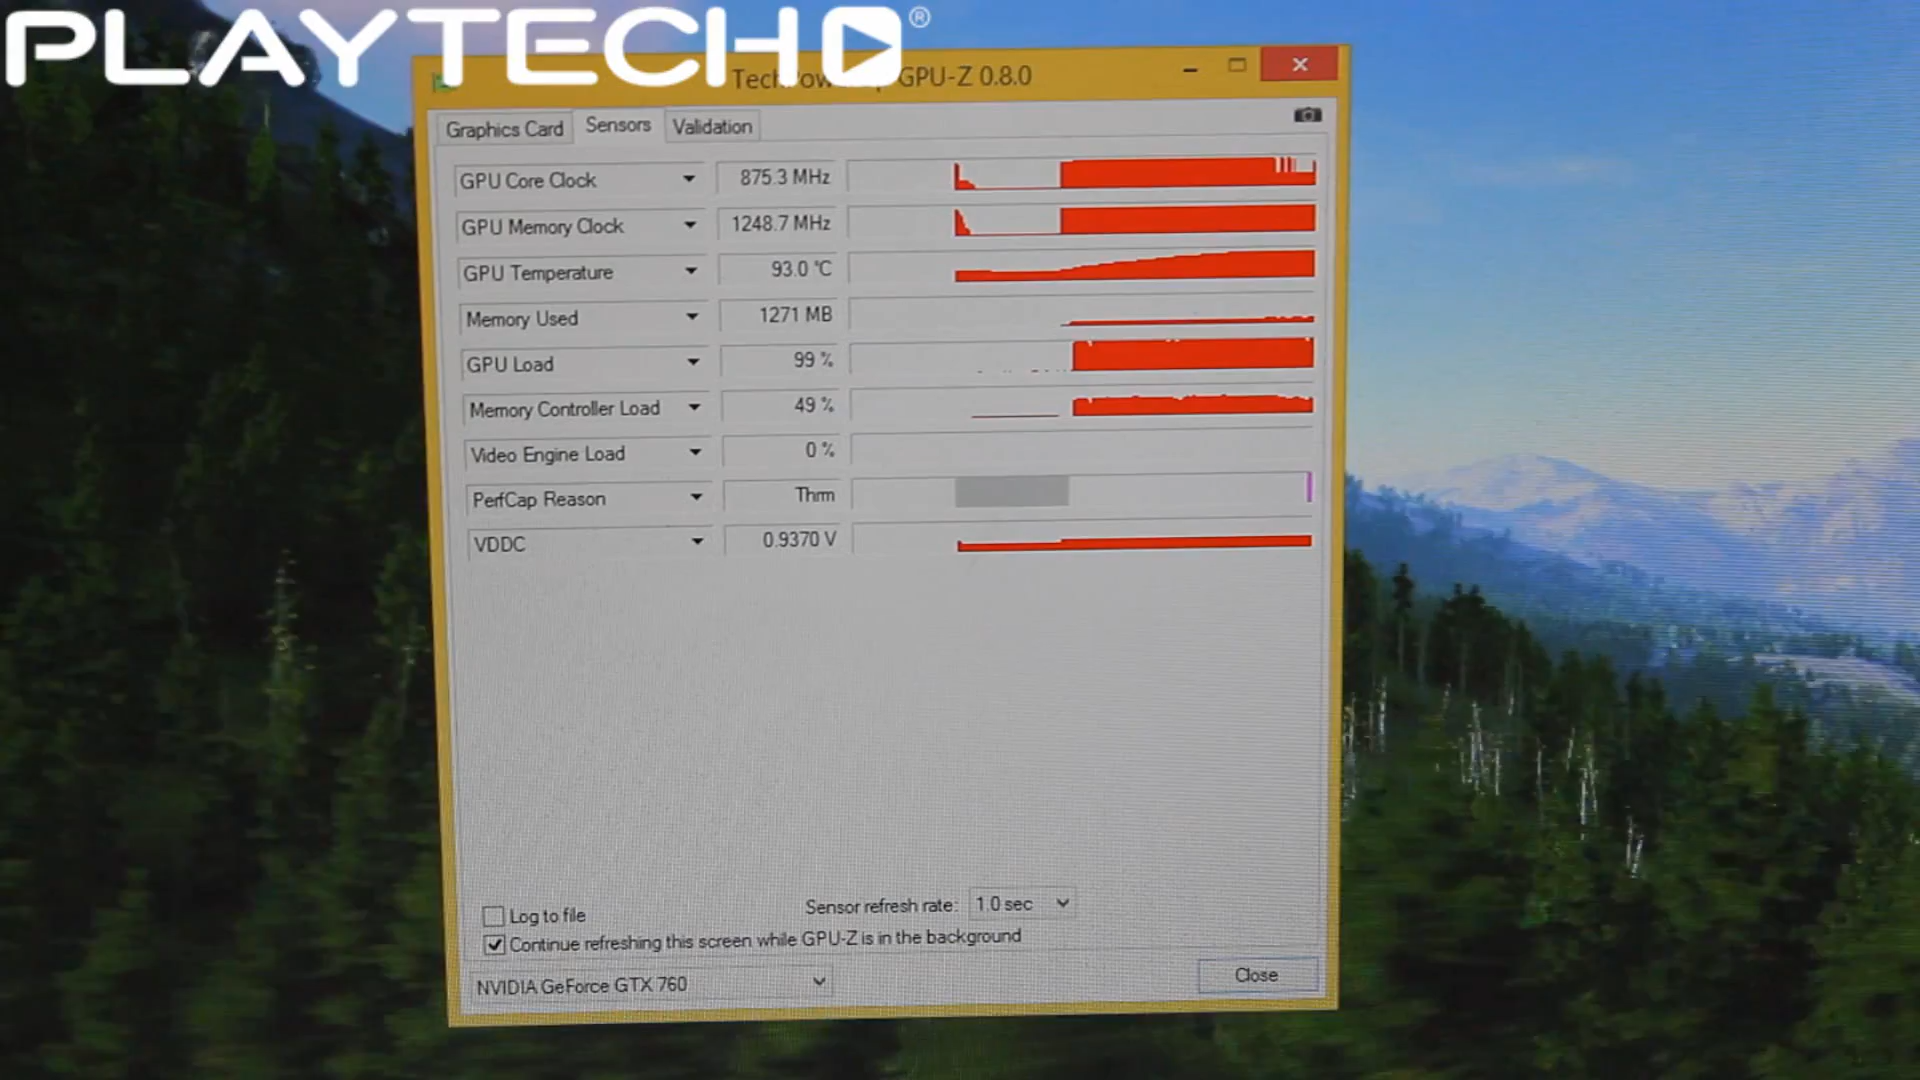 PLAYTECH®
GPU-Z 0.8.0
Graphics Card
Sensors
Validation
GPU Core Clock 875.3 MHz
GPU Memory Clock 1248.7 MHz
GPU Temperature 93.0 °C
Memory Used 1271 MB
GPU Load 99 %
Memory Controller Load 49 %
Video Engine Load 0 %
PerfCap Reason Thrm
VDDC 0.9370 V
Log to file
Sensor refresh rate: 1.0 sec
Continue refreshing this screen while GPU-Z is in the background
NVIDIA GeForce GTX 760
Close